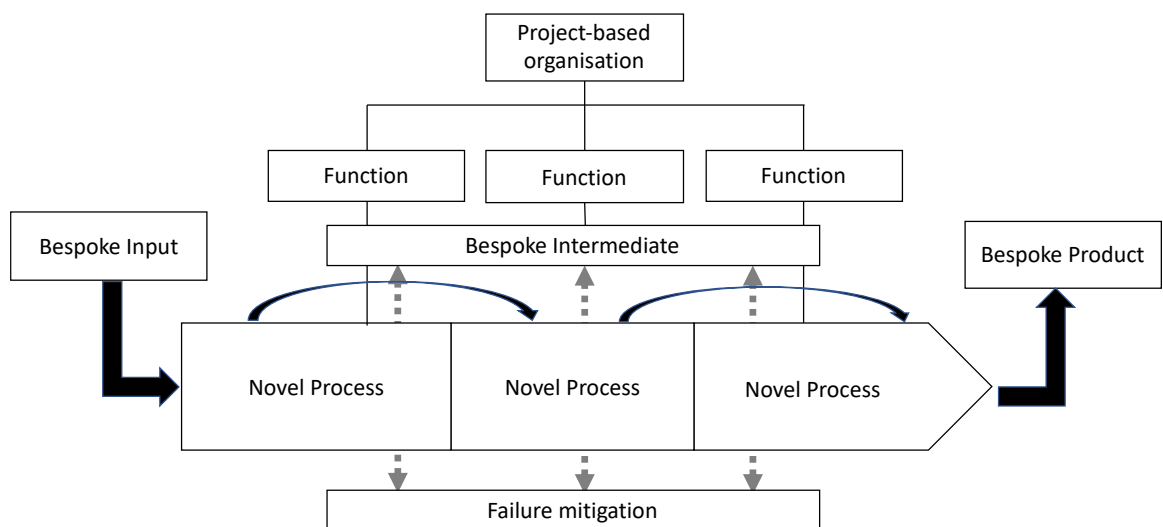 Project-based
organisation
Function
Function
Function
Bespoke Input
Bespoke Intermediate
Bespoke Product
Novel Process
Novel Process
Novel Process
Failure mitigation